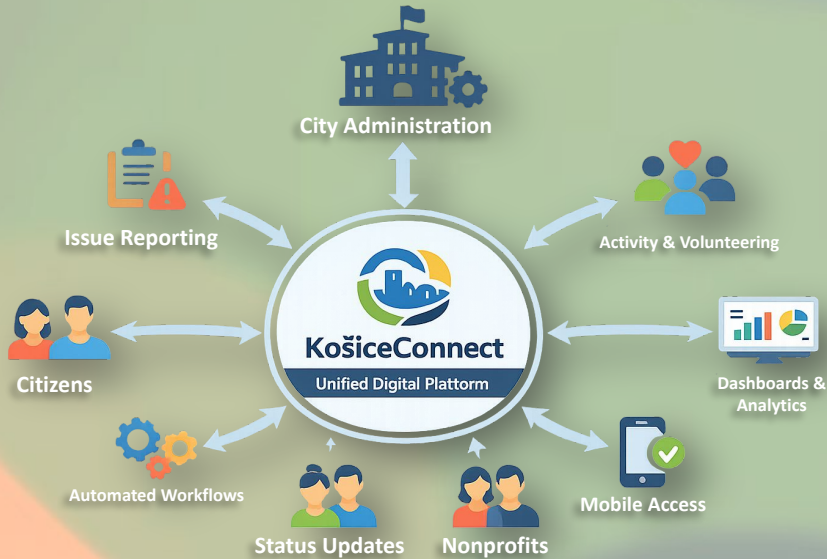 City Administration
Issue Reporting
Activity & Volunteering
KošiceConnect
Unified Digital Plattorm
Citizens
Dashboards &
Analytics
Automated Workflows
Mobile Access
Status Updates
Nonprofits